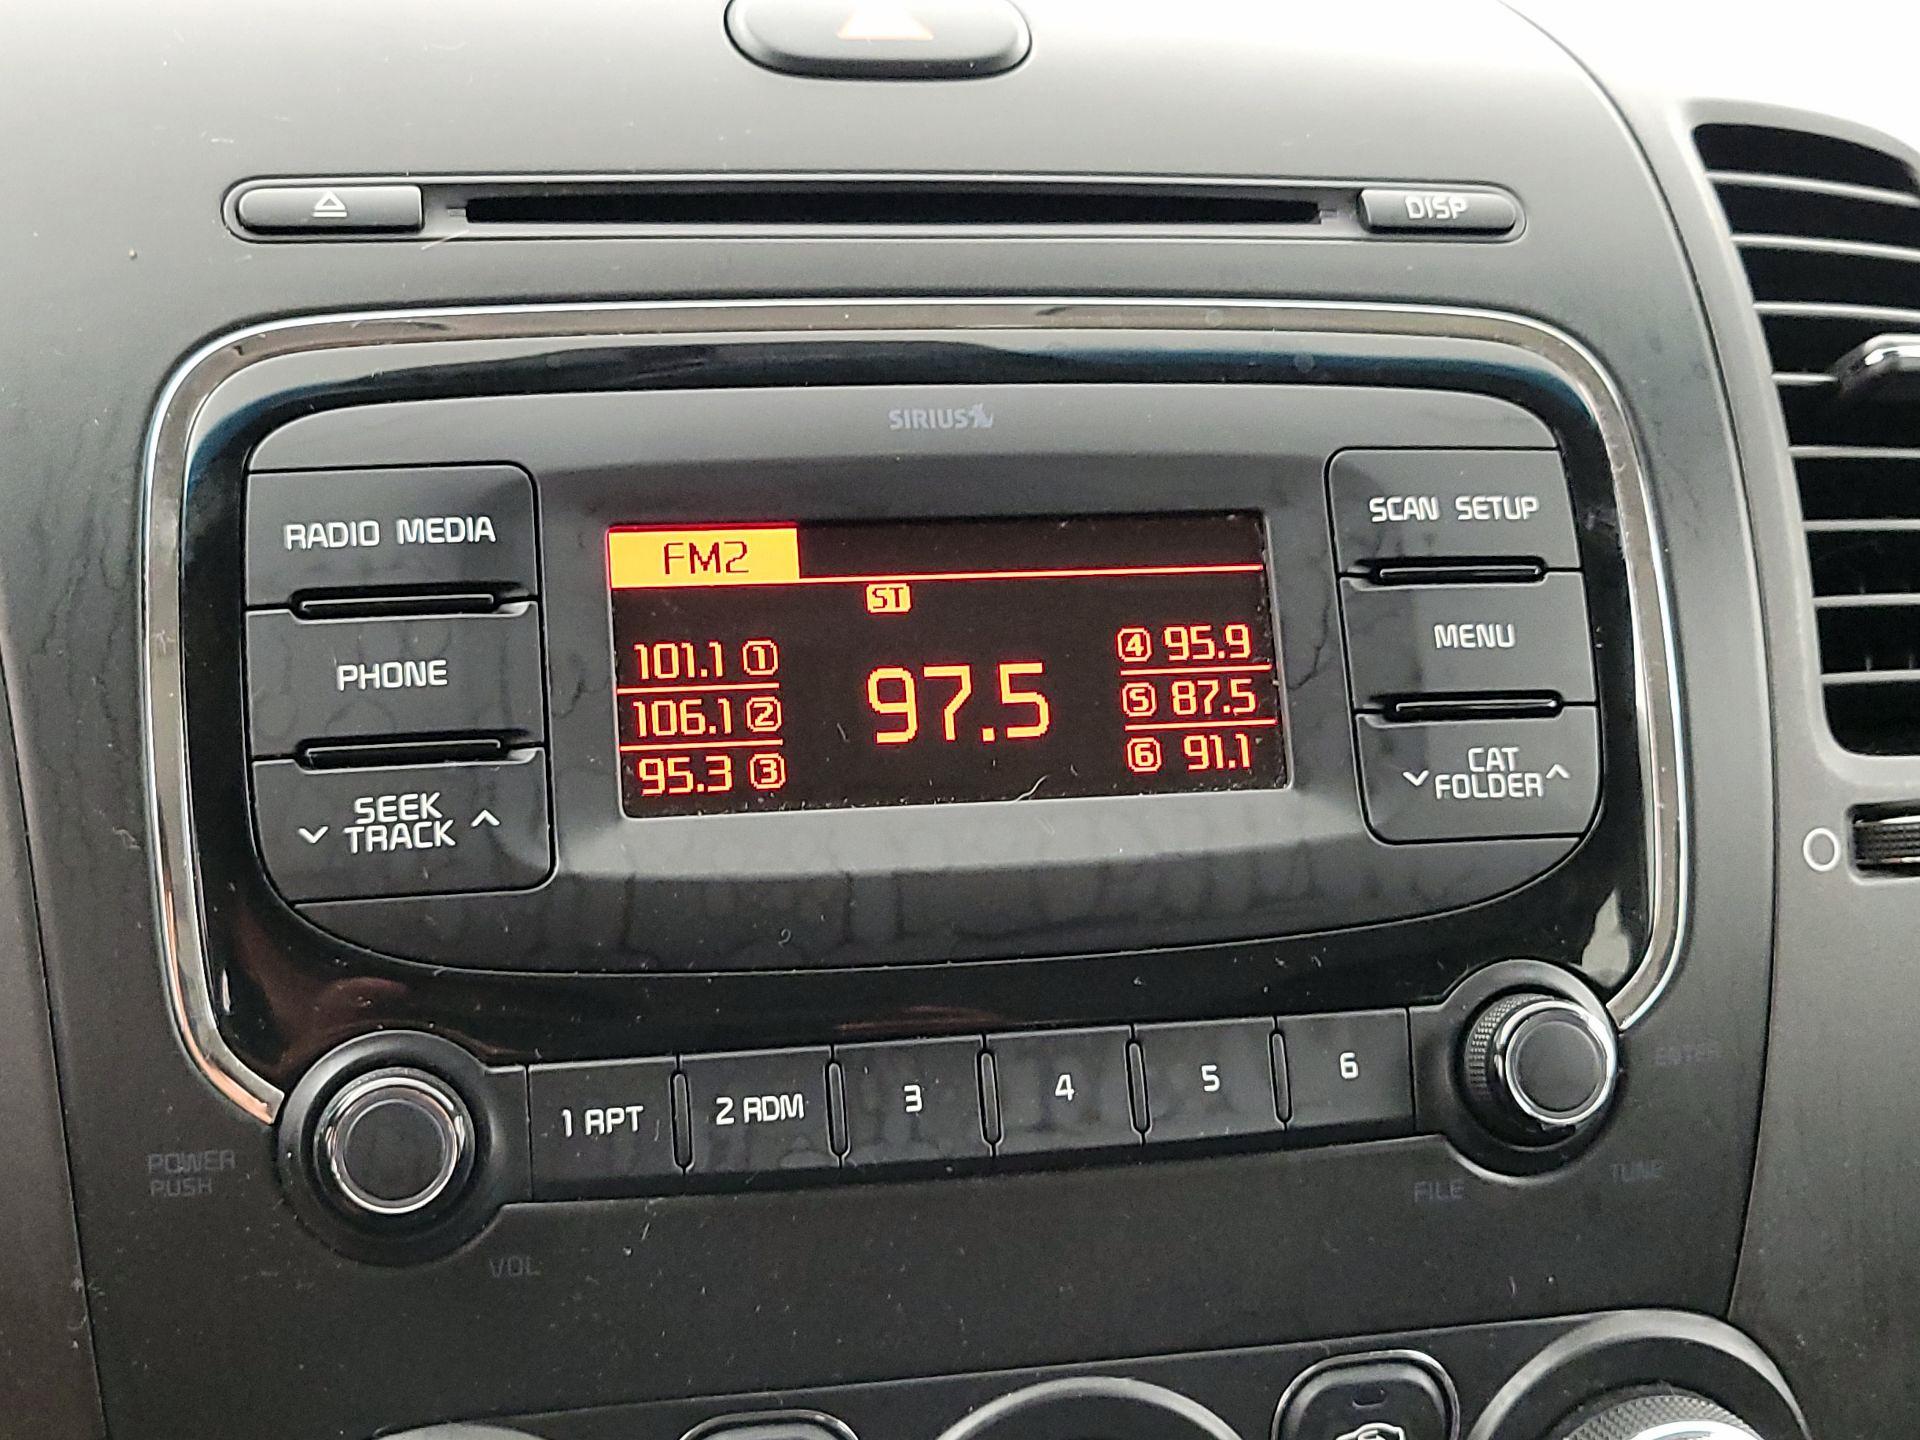 DISP
SIRIUS
RADIO MEDIA
PHONE
SEEK
TRACK
FM2
ST
101.1 1
106.1 2
95.3 3
97.5
4 95.9
5 87.5
6 91.1
SCAN SETUP
MENU
CAT
FOLDER
1 RPT
2 RDM
3
4
5
6
POWER
PUSH
VOL
FILE
TUNE
ENTER